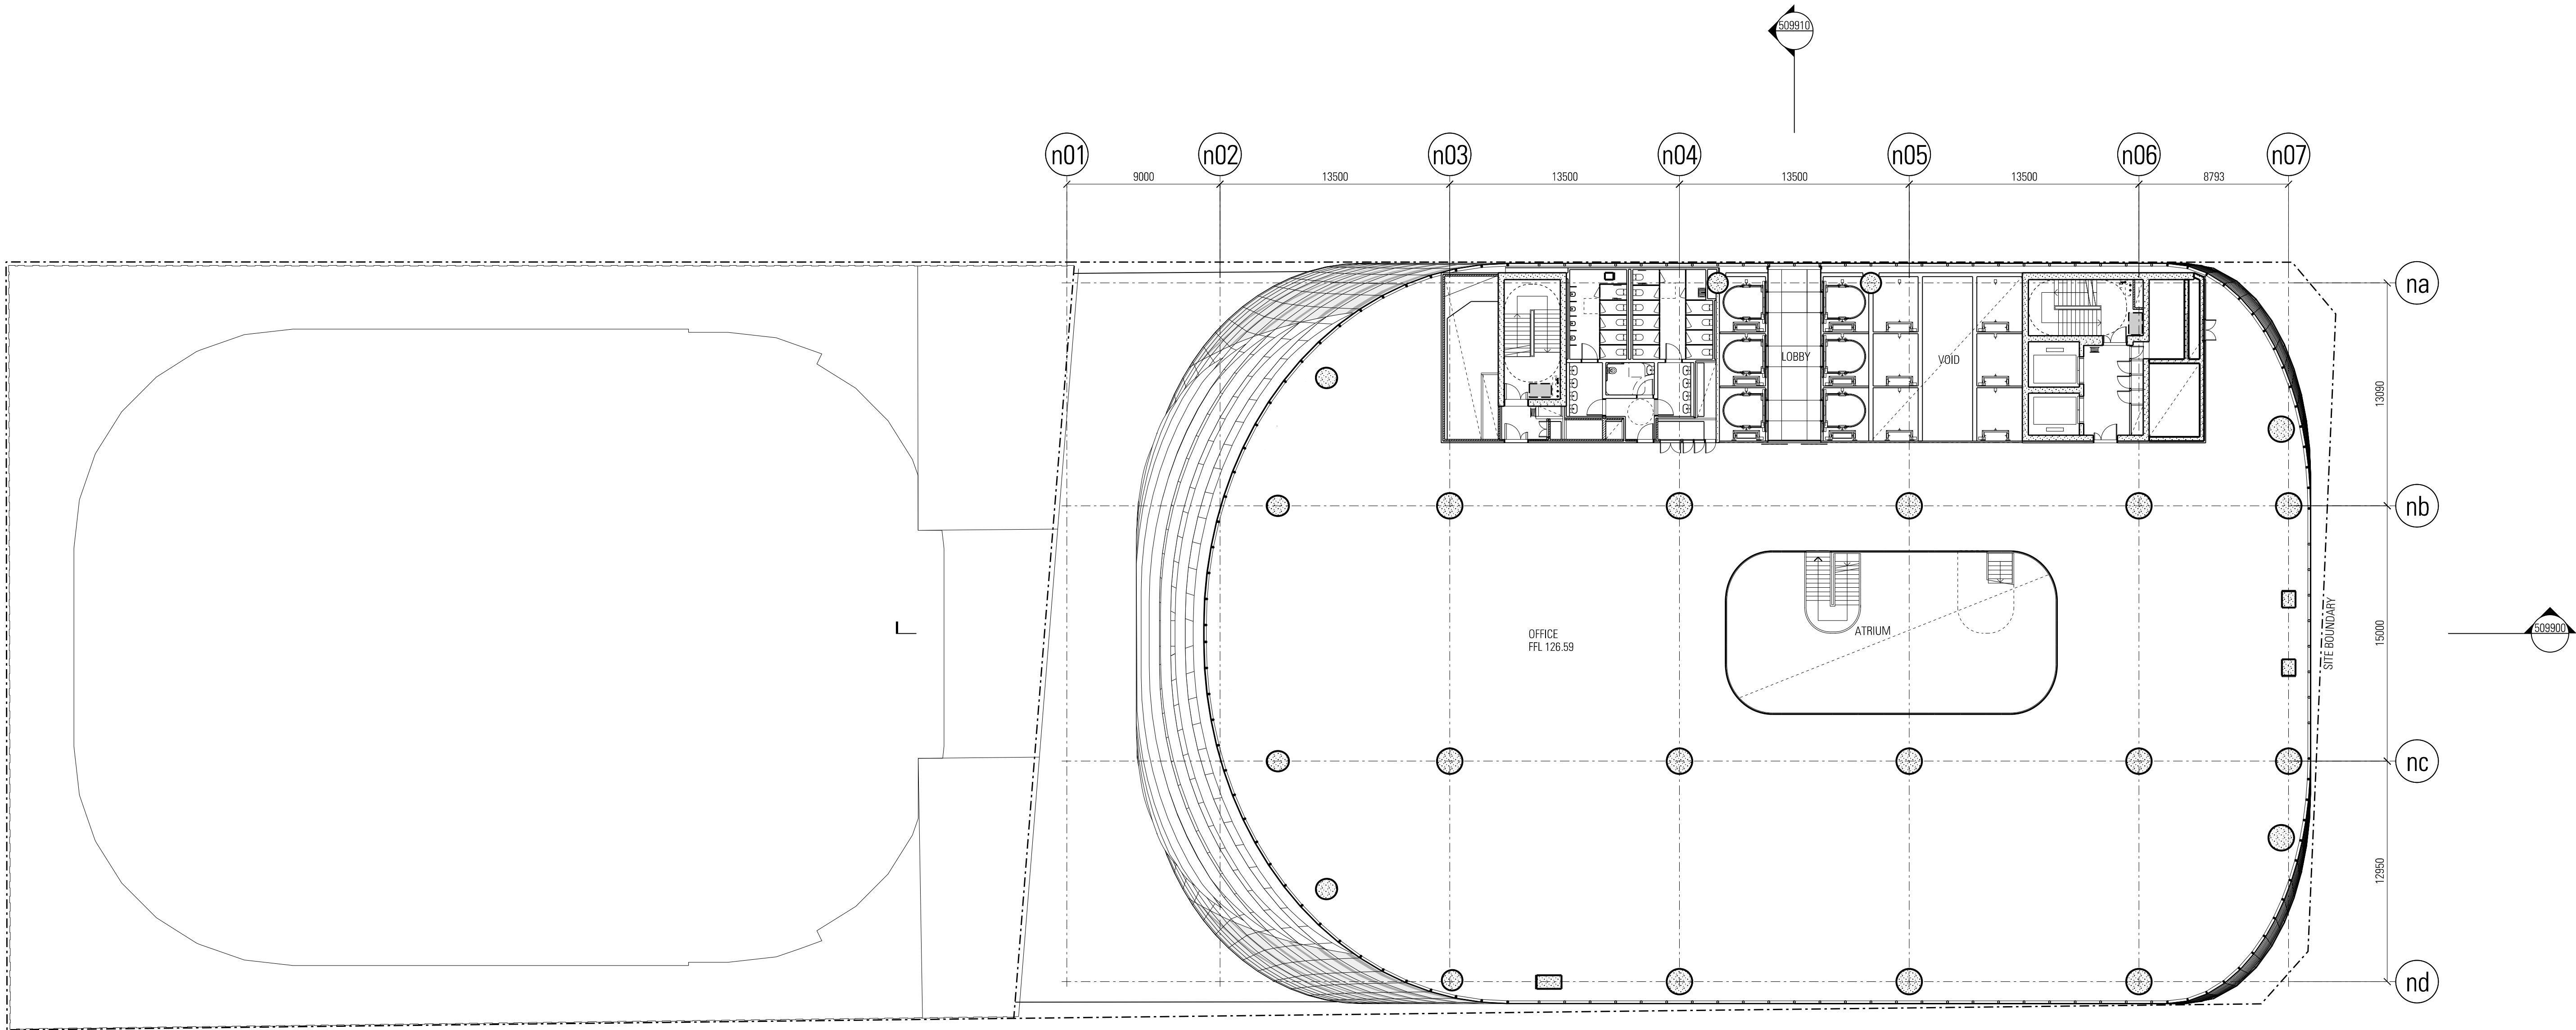 509910
n01
n02
n03
n04
n05
n06
n07
9000
13500
13500
13500
13500
8793
na
LOBBY
VOID
13090
nb
SITE BOUNDARY
OFFICE
FFL 126.59
ATRIUM
15000
509900
nc
12950
nd